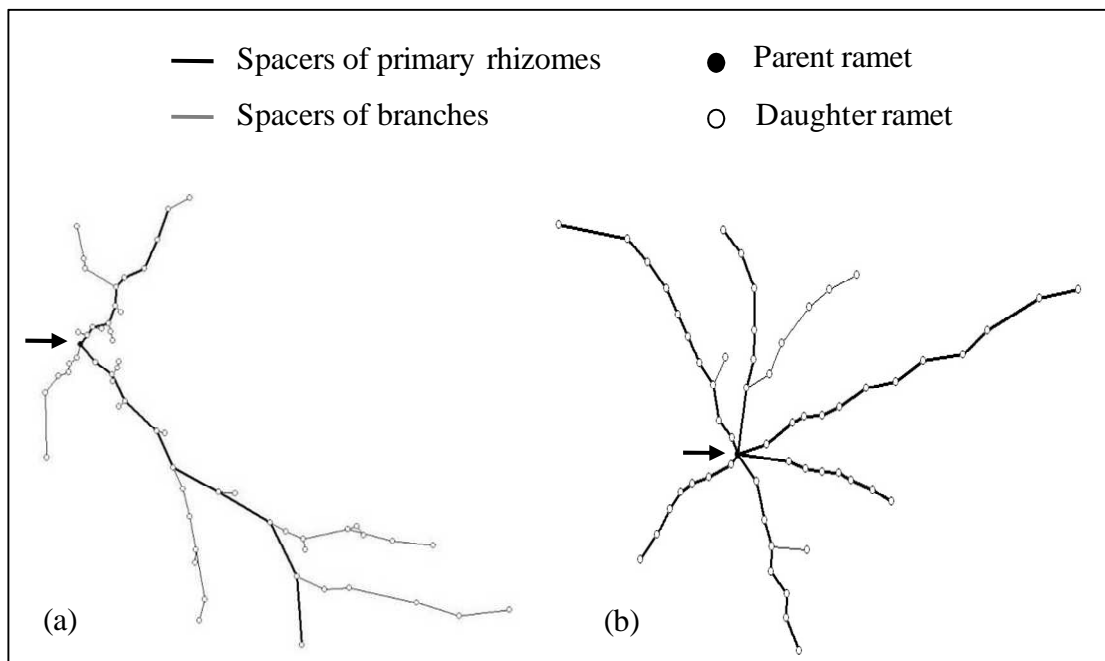 Spacers of primary rhizomes
Parent ramet
Spacers of branches
Daughter ramet
(a)
(b)